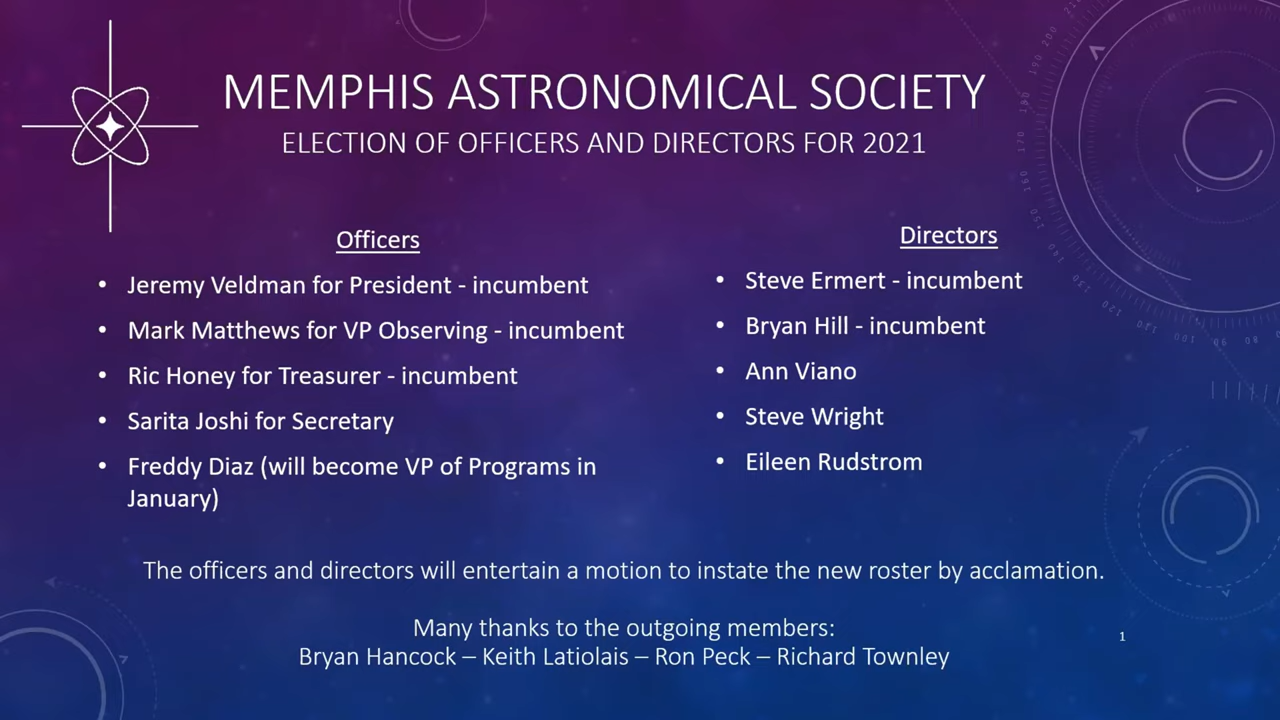 MEMPHIS ASTRONOMICAL SOCIETY
ELECTION OF OFFICERS AND DIRECTORS FOR 2021
Officers
• Jeremy Veldman for President - incumbent
• Mark Matthews for VP Observing - incumbent
• Ric Honey for Treasurer - incumbent
• Sarita Joshi for Secretary
• Freddy Diaz (will become VP of Programs in
January)
Directors
• Steve Ermert - incumbent
• Bryan Hill - incumbent
• Ann Viano
• Steve Wright
• Eileen Rudstrom
The officers and directors will entertain a motion to instate the new roster by acclamation.
Many thanks to the outgoing members:
Bryan Hancock – Keith Latiolais – Ron Peck – Richard Townley
1